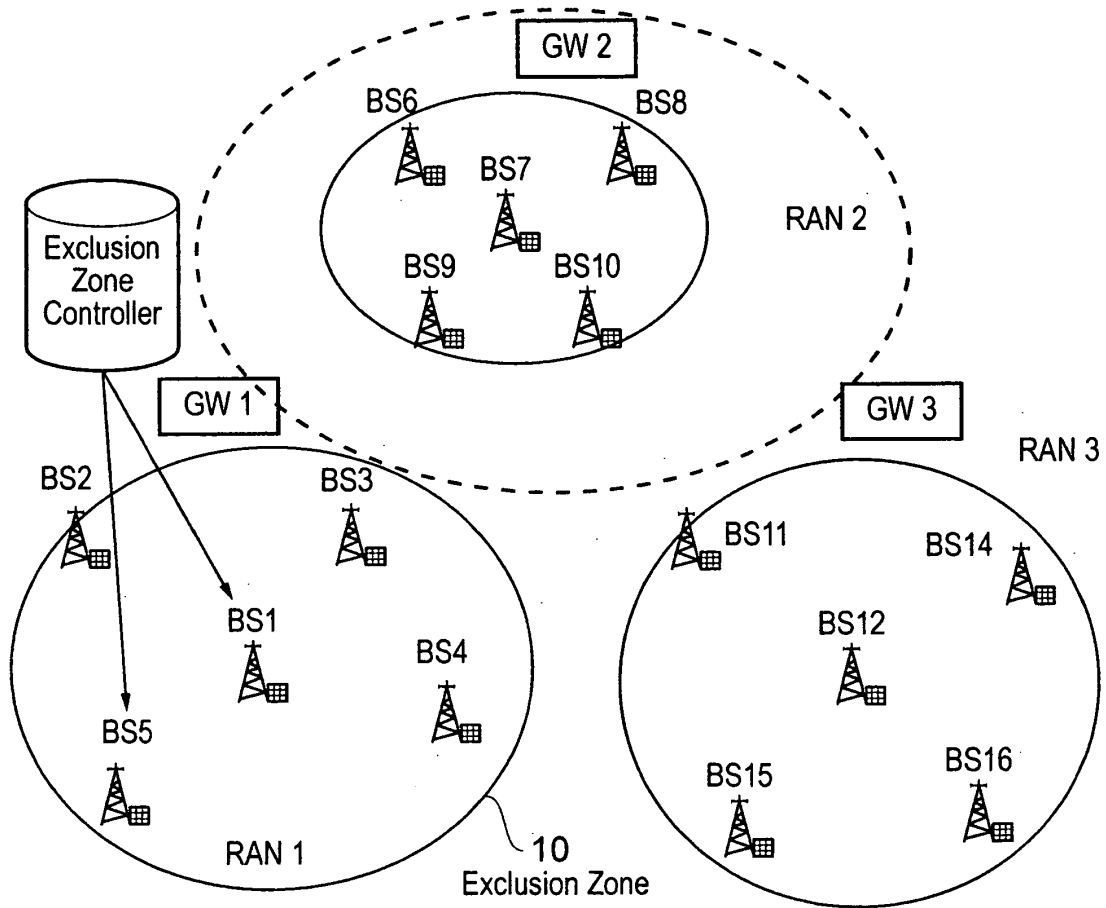 GW 2
BS6
BS8
BS7
RAN 2
Exclusion
Zone
Controller
BS9
BS10
GW 1
GW 3
RAN 3
BS2
BS3
BS11
BS14
BS1
BS12
BS4
BS5
BS15
BS16
RAN 1
10
Exclusion Zone